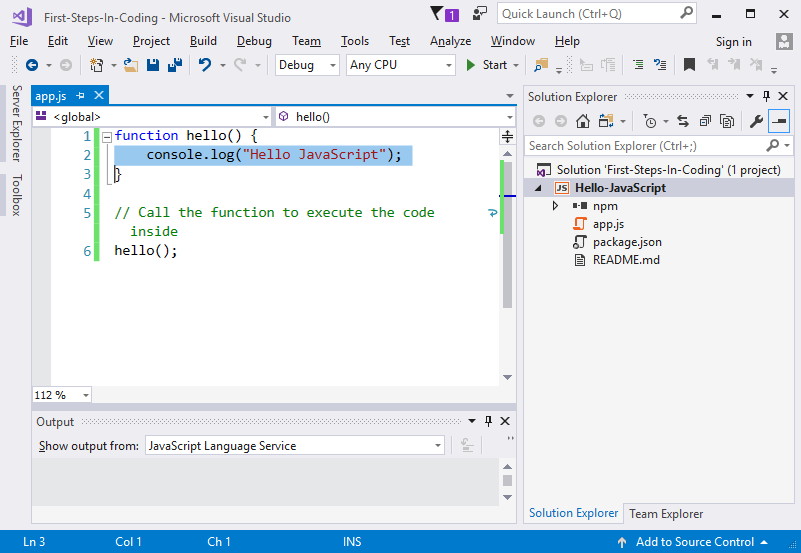 First-Steps-In-Coding - Microsoft Visual Studio
1
Quick Launch (Ctrl+Q)
File Edit View Project Build Debug Team Tools Test Analyze Window Help Sign in
Debug Any CPU Start
Server Explorer
Toolbox
app.js
<global> hello()
1 function hello() {
2 console.log("Hello JavaScript");
3 }
4
5 // Call the function to execute the code
inside
6 hello();
112 %
Output
Show output from: JavaScript Language Service
Solution Explorer
Search Solution Explorer (Ctrl+;)
Solution 'First-Steps-In-Coding' (1 project)
JS Hello-JavaScript
npm
app.js
package.json
README.md
Solution Explorer Team Explorer
Ln 3 Col 1 Ch 1 INS Add to Source Control